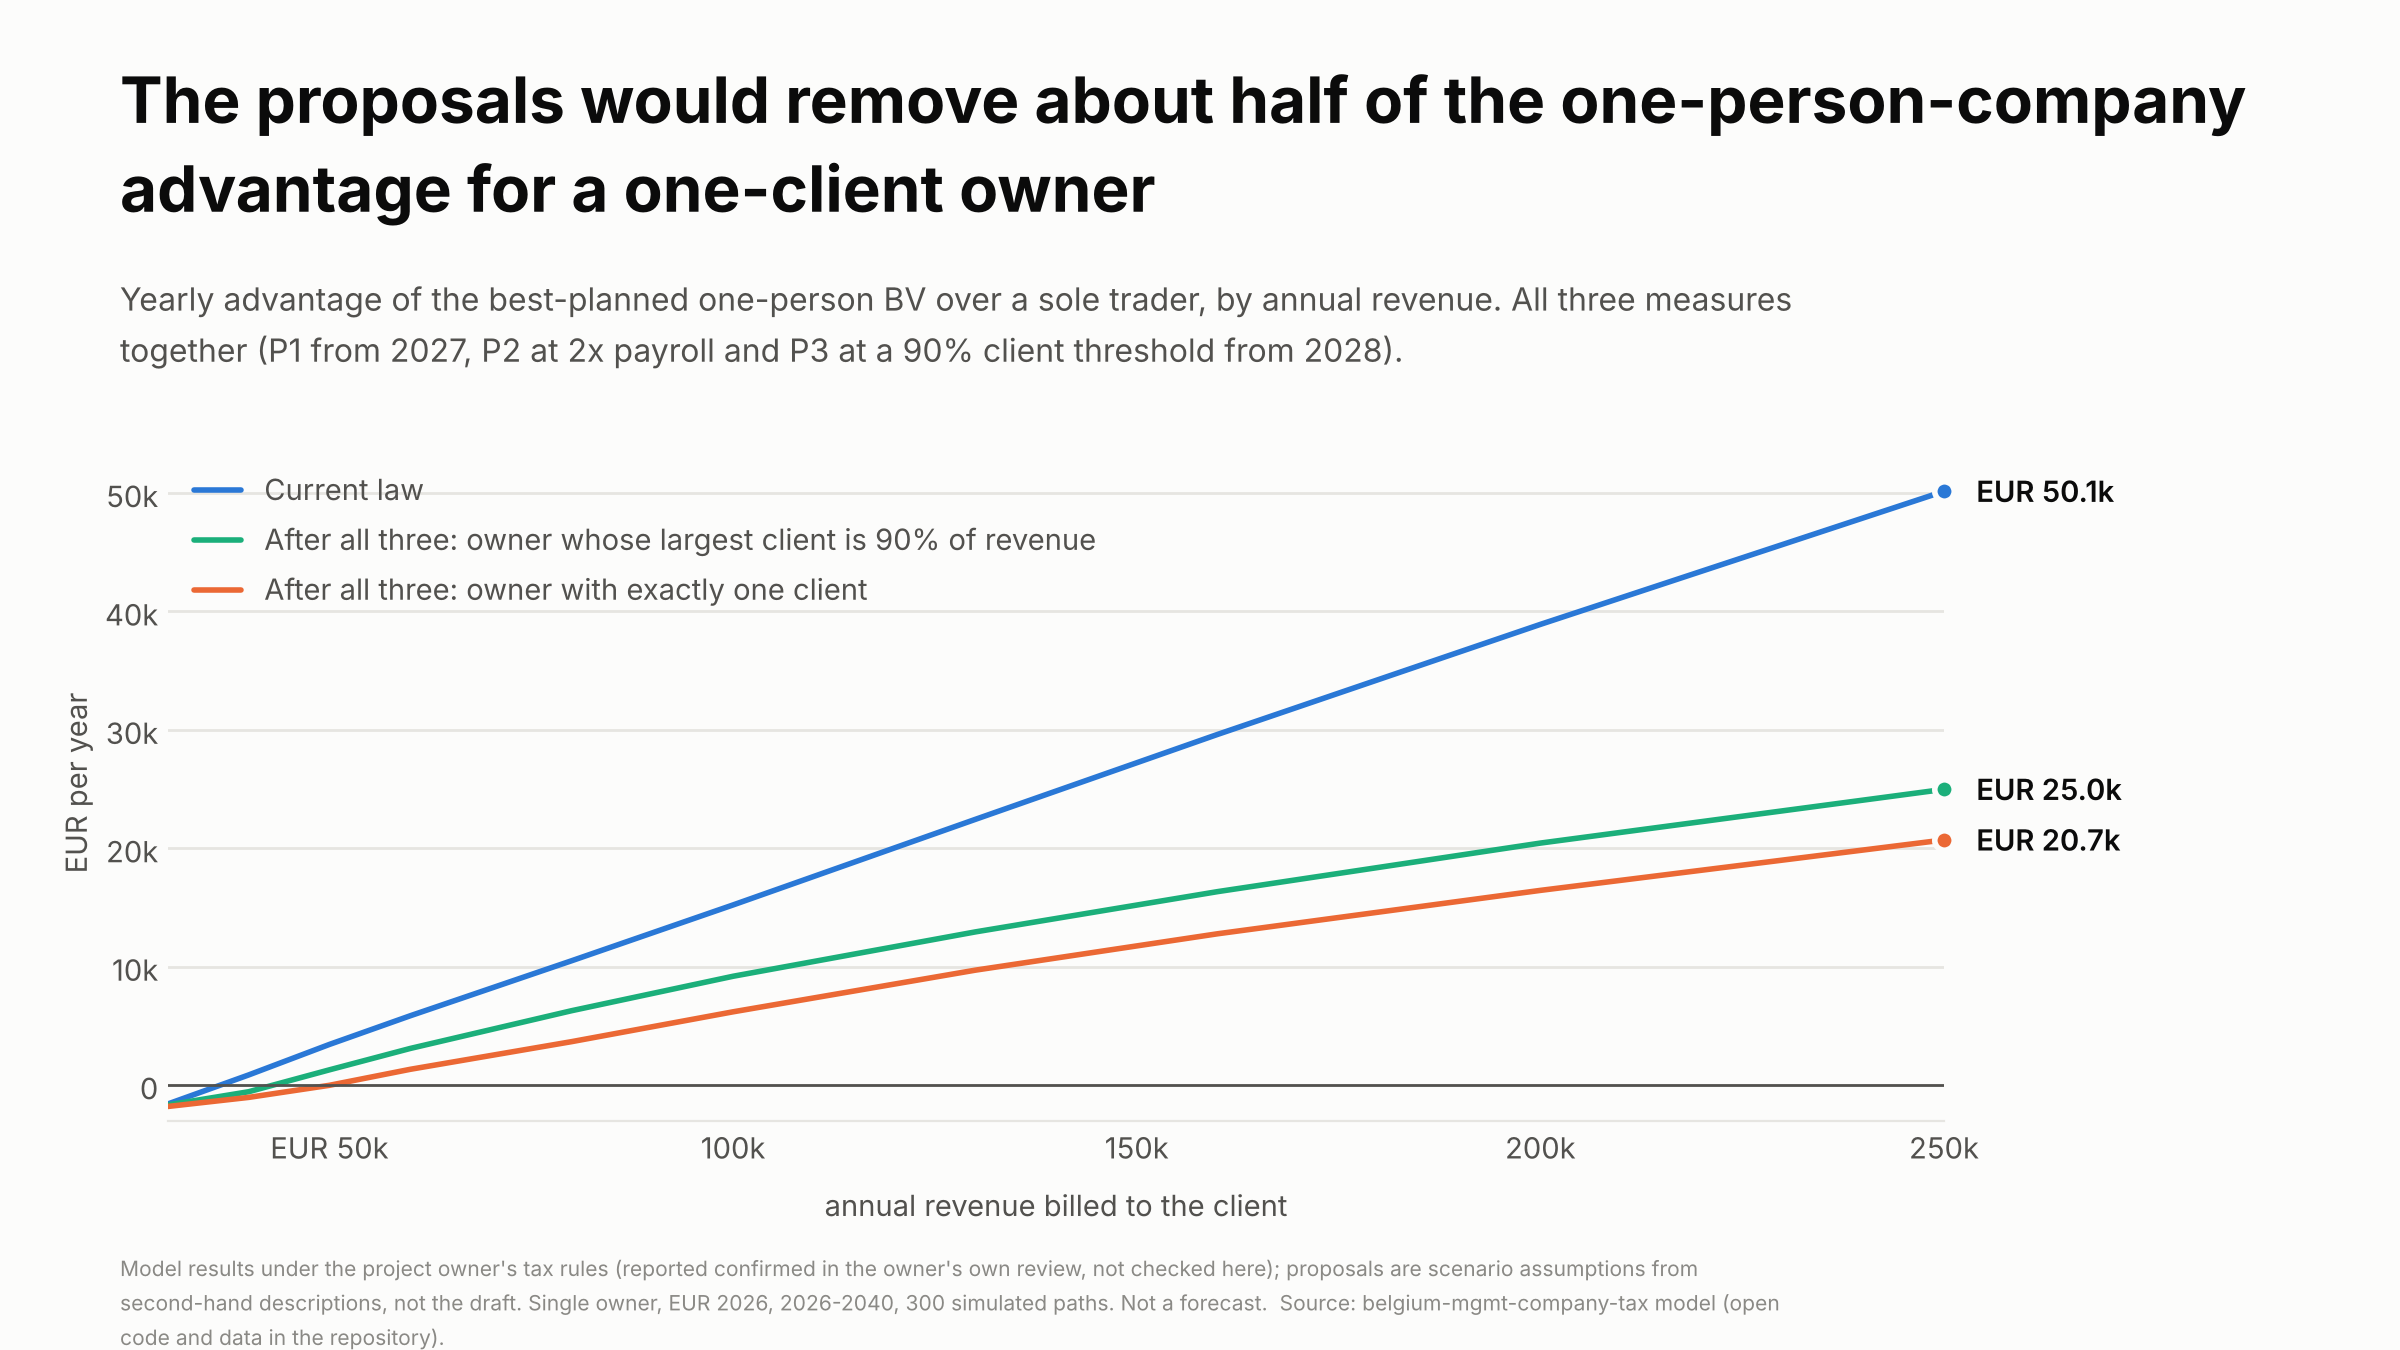 The proposals would remove about half of the one-person-company
advantage for a one-client owner
Yearly advantage of the best-planned one-person BV over a sole trader, by annual revenue. All three measures
together (P1 from 2027, P2 at 2x payroll and P3 at a 90% client threshold from 2028).
Current law
After all three: owner whose largest client is 90% of revenue
After all three: owner with exactly one client
EUR per year
50k
40k
30k
20k
10k
0
EUR 50.1k
EUR 25.0k
EUR 20.7k
EUR 50k
100k
150k
200k
250k
annual revenue billed to the client
Model results under the project owner's tax rules (reported confirmed in the owner's own review, not checked here); proposals are scenario assumptions from
second-hand descriptions, not the draft. Single owner, EUR 2026, 2026-2040, 300 simulated paths. Not a forecast.  Source: belgium-mgmt-company-tax model (open
code and data in the repository).